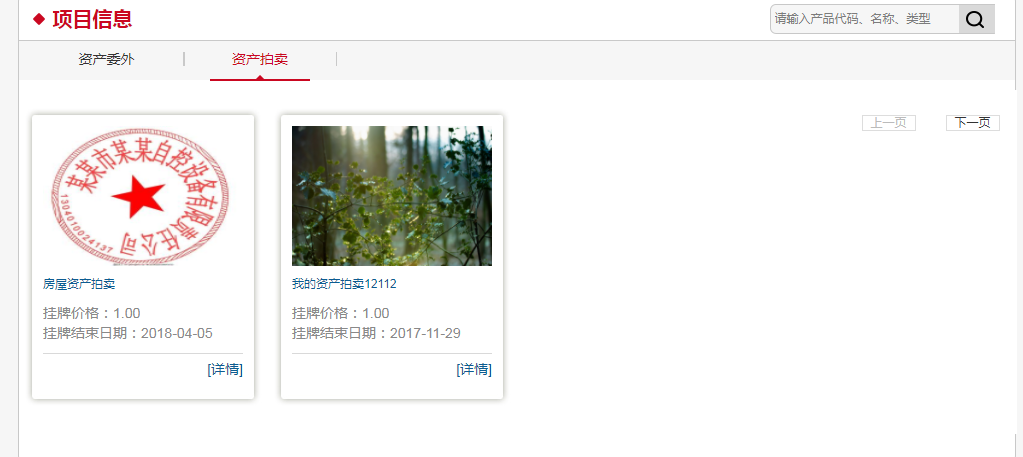 项目信息
请输入产品代码、名称、类型
资产委外
资产拍卖
上一页
下一页
某某市某某自控设备有限责任公司
1304010024137
房屋资产拍卖
挂牌价格：1.00
挂牌结束日期：2018-04-05
[详情]
我的资产拍卖12112
挂牌价格：1.00
挂牌结束日期：2017-11-29
[详情]